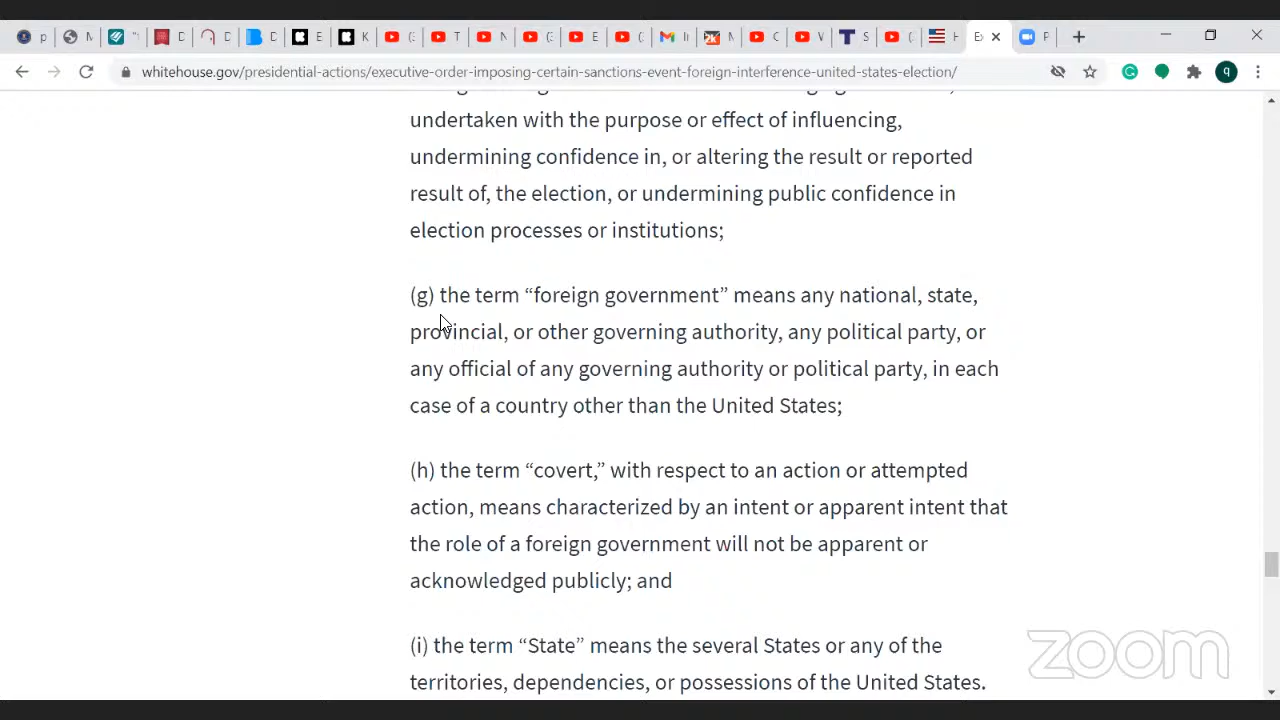 p
M
"
D
D
D
E
K
(
T
N
(
E
(
Ir
M
C
V
S
(
H
E
P
whitehouse.gov/presidential-actions/executive-order-imposing-certain-sanctions-event-foreign-interference-united-states-election/
q
undertaken with the purpose or effect of influencing,
undermining confidence in, or altering the result or reported
result of, the election, or undermining public confidence in
election processes or institutions;
(g) the term “foreign government” means any national, state,
provincial, or other governing authority, any political party, or
any official of any governing authority or political party, in each
case of a country other than the United States;
(h) the term “covert,” with respect to an action or attempted
action, means characterized by an intent or apparent intent that
the role of a foreign government will not be apparent or
acknowledged publicly; and
(i) the term “State” means the several States or any of the
territories, dependencies, or possessions of the United States.
zoom